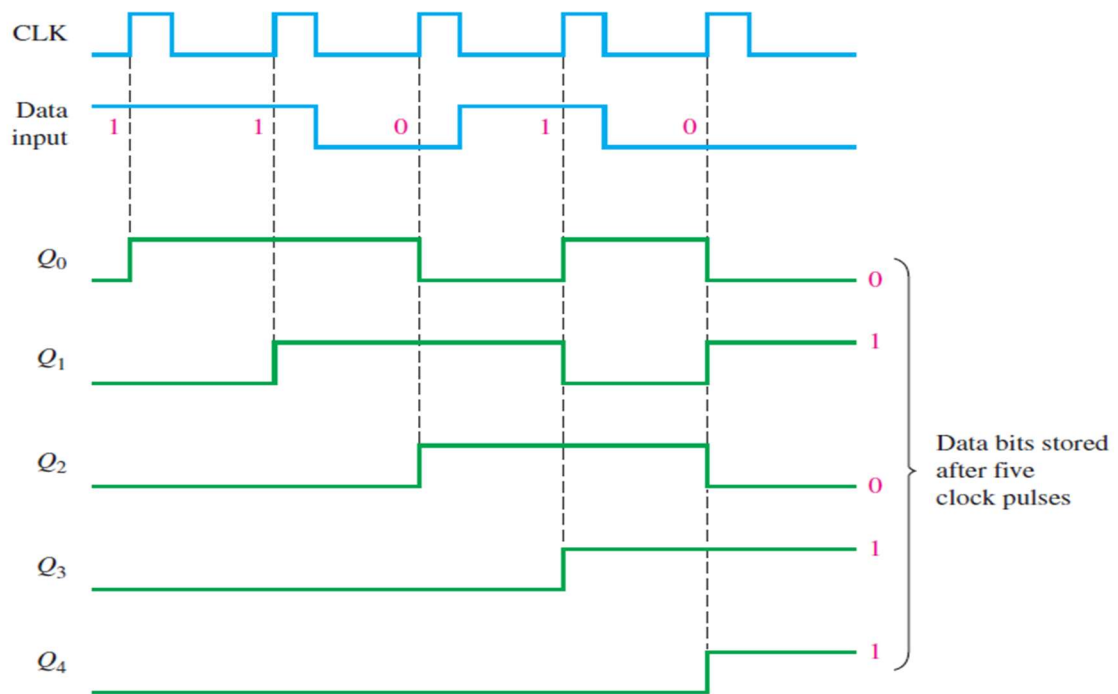 CLK
Data
input
1 1 0 1 0
Q0
0
Q1
1
Q2
0
Q3
1
Q4
1
Data bits stored
after five
clock pulses